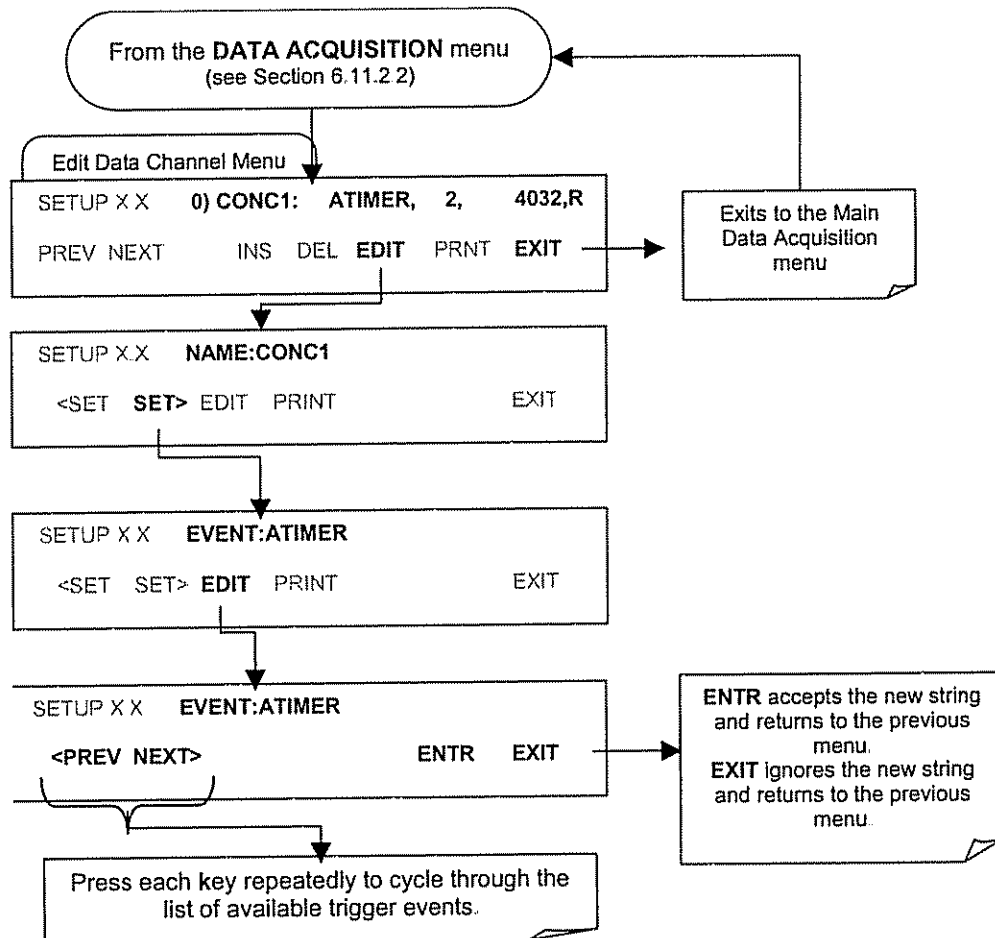 From the DATA ACQUISITION menu
(see Section 6.11.2.2)
Edit Data Channel Menu
SETUP X X 0) CONC1: ATIMER, 2, 4032,R
PREV NEXT INS DEL EDIT PRNT EXIT
Exits to the Main
Data Acquisition
menu
SETUP X.X NAME:CONC1
<SET SET> EDIT PRINT EXIT
SETUP X X EVENT:ATIMER
<SET SET> EDIT PRINT EXIT
SETUP X X EVENT:ATIMER
<PREV NEXT> ENTR EXIT
ENTR accepts the new string
and returns to the previous
menu.
EXIT ignores the new string
and returns to the previous
menu.
Press each key repeatedly to cycle through the
list of available trigger events.